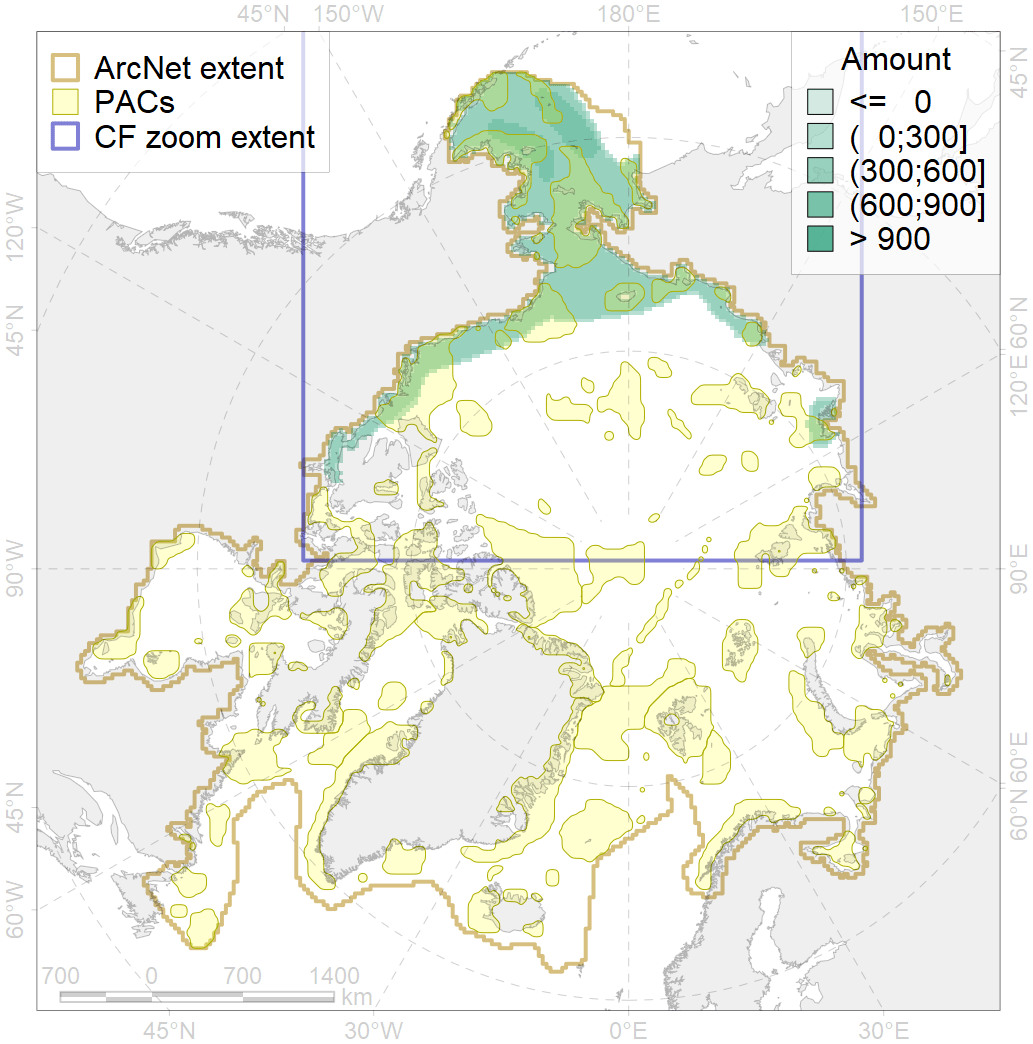 45°N 150°W 180°E 150°E
ArcNet extent
PACs
CF zoom extent
Amount
<= 0
( 0;300]
(300;600]
(600;900]
> 900
45°N
120°W
60°N
45°N
120°E
90°W
90°E
60°E
45°N
60°N
60°W
700 0 700 1400
km
45°N 30°W 0°E 30°E